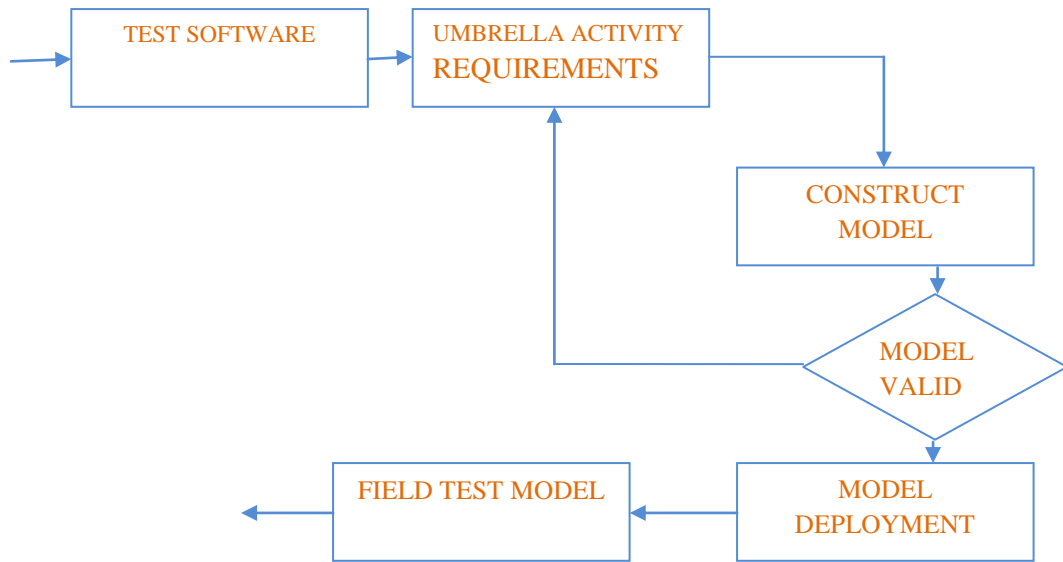 TEST SOFTWARE
UMBRELLA ACTIVITY
REQUIREMENTS
CONSTRUCT
MODEL
MODEL
VALID
MODEL
DEPLOYMENT
FIELD TEST MODEL